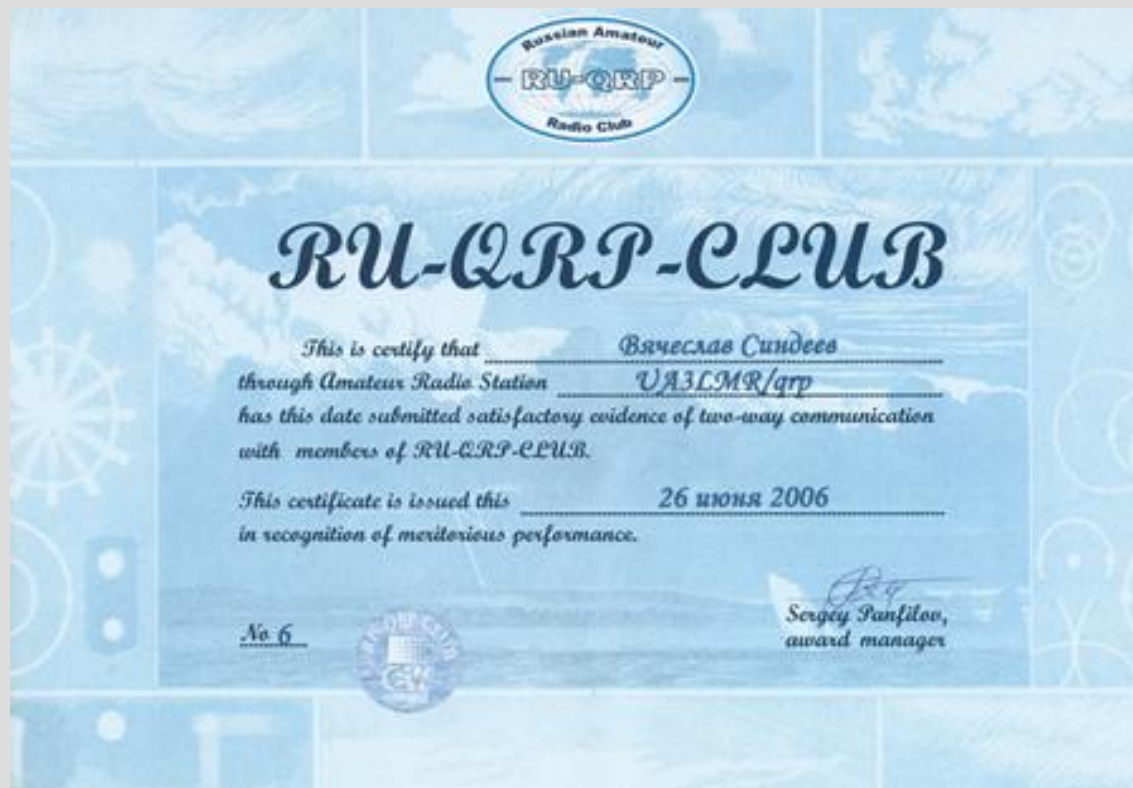 Russian Amateur
RU-QRP
Radio Club
RU-QRP-CLUB
This is certify that Вячеслав Синдеев
through Amateur Radio Station UA3LMR/qrp
has this date submitted satisfactory evidence of two-way communication
with members of RU-QRP-CLUB.
This certificate is issued this 26 июня 2006
in recognition of meritorious performance.
Sergey Panfilov,
No 6 award manager